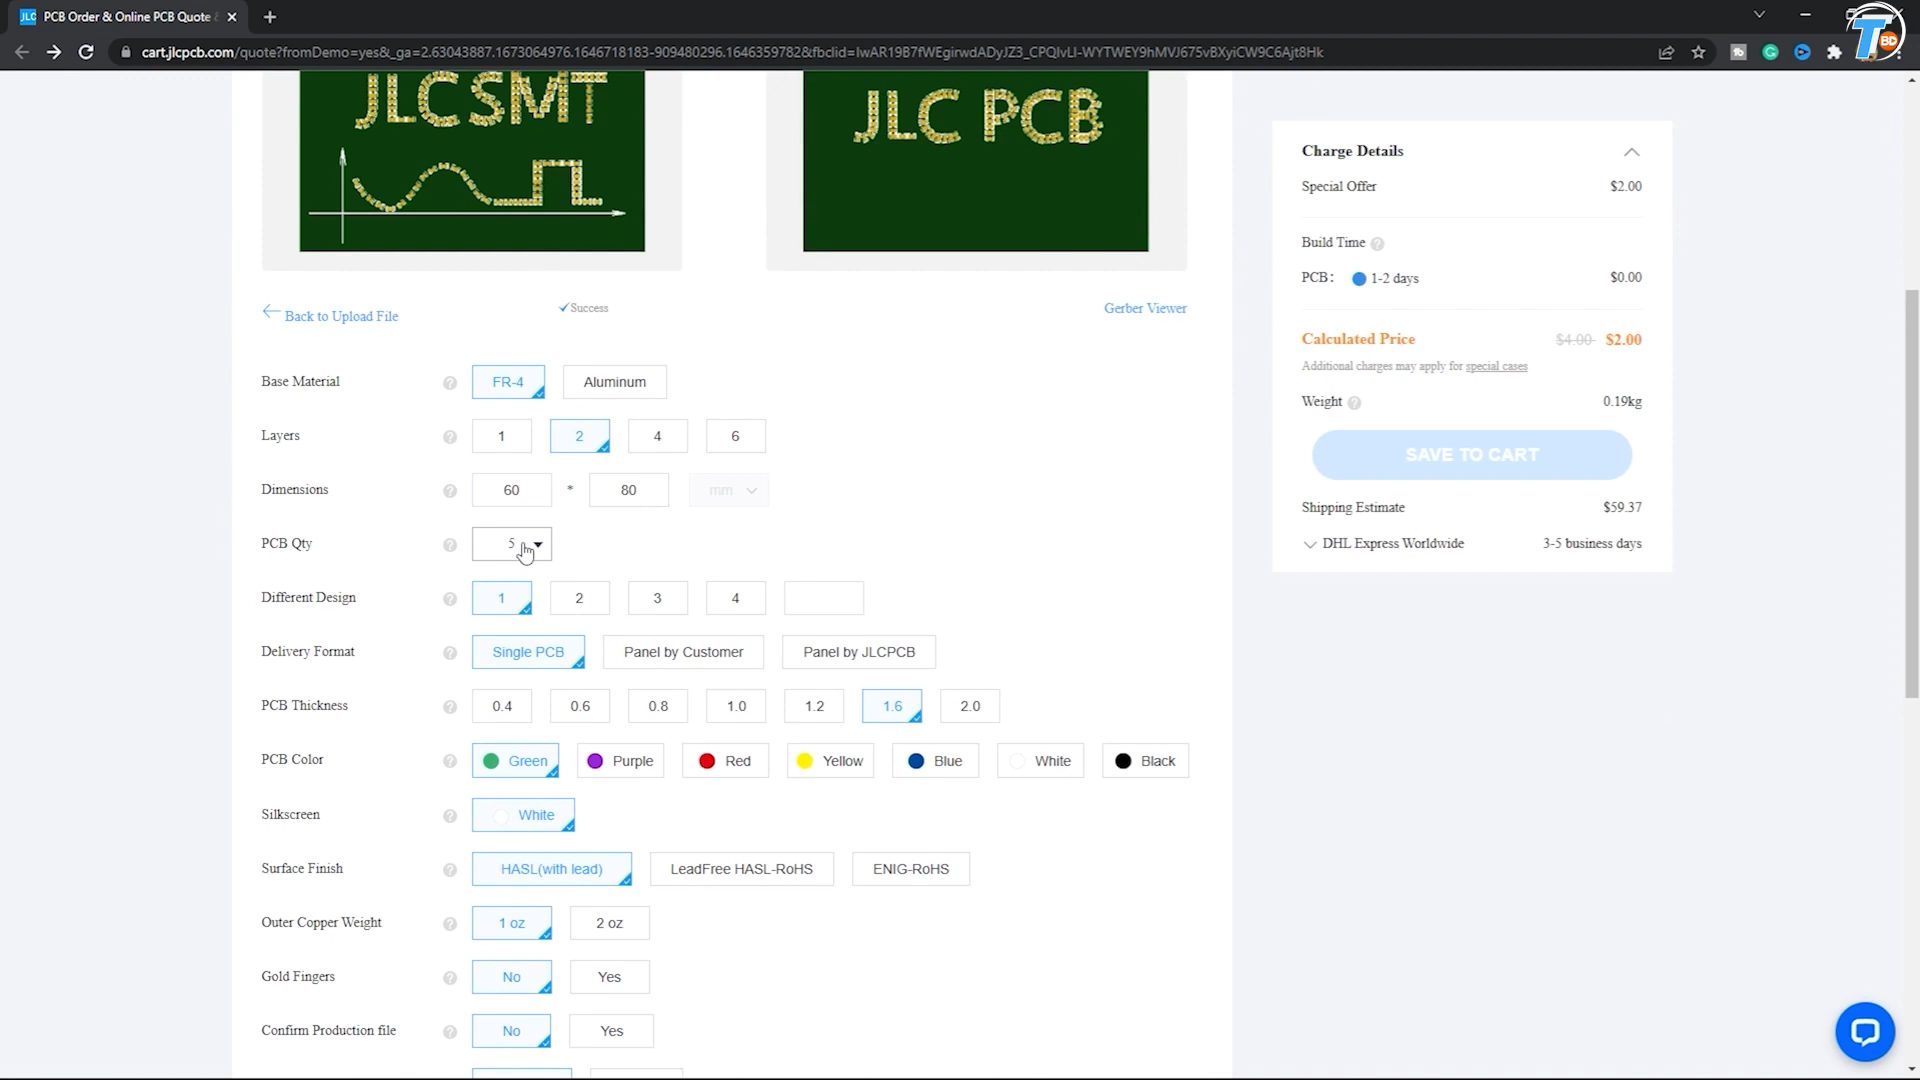 JLC PCB Order & Online PCB Quote &
cart.jlcpcb.com/quote?fromDemo=yes&_ga=2.63043887.1673064976.1646718183-909480296.1646359782&fbclid=IwAR19B7fWEgirwdADyJZ3_CPQIvLI-WYTWEY9hMVJ675vBXyiCW9C6Ajt8Hk
T BD
JLCSMT
JLC PCB
Back to Upload File
Success
Gerber Viewer
Base Material ? FR-4 Aluminum
Layers ? 1 2 4 6
Dimensions ? 60 * 80 mm
PCB Qty ? 5
Different Design ? 1 2 3 4
Delivery Format ? Single PCB Panel by Customer Panel by JLCPCB
PCB Thickness ? 0.4 0.6 0.8 1.0 1.2 1.6 2.0
PCB Color ? Green Purple Red Yellow Blue White Black
Silkscreen ? White
Surface Finish ? HASL(with lead) LeadFree HASL-RoHS ENIG-RoHS
Outer Copper Weight ? 1 oz 2 oz
Gold Fingers ? No Yes
Confirm Production file ? No Yes
Charge Details
Special Offer $2.00
Build Time ?
PCB: 1-2 days $0.00
Calculated Price $4.00 $2.00
Additional charges may apply for special cases
Weight ? 0.19kg
SAVE TO CART
Shipping Estimate $59.37
DHL Express Worldwide 3-5 business days